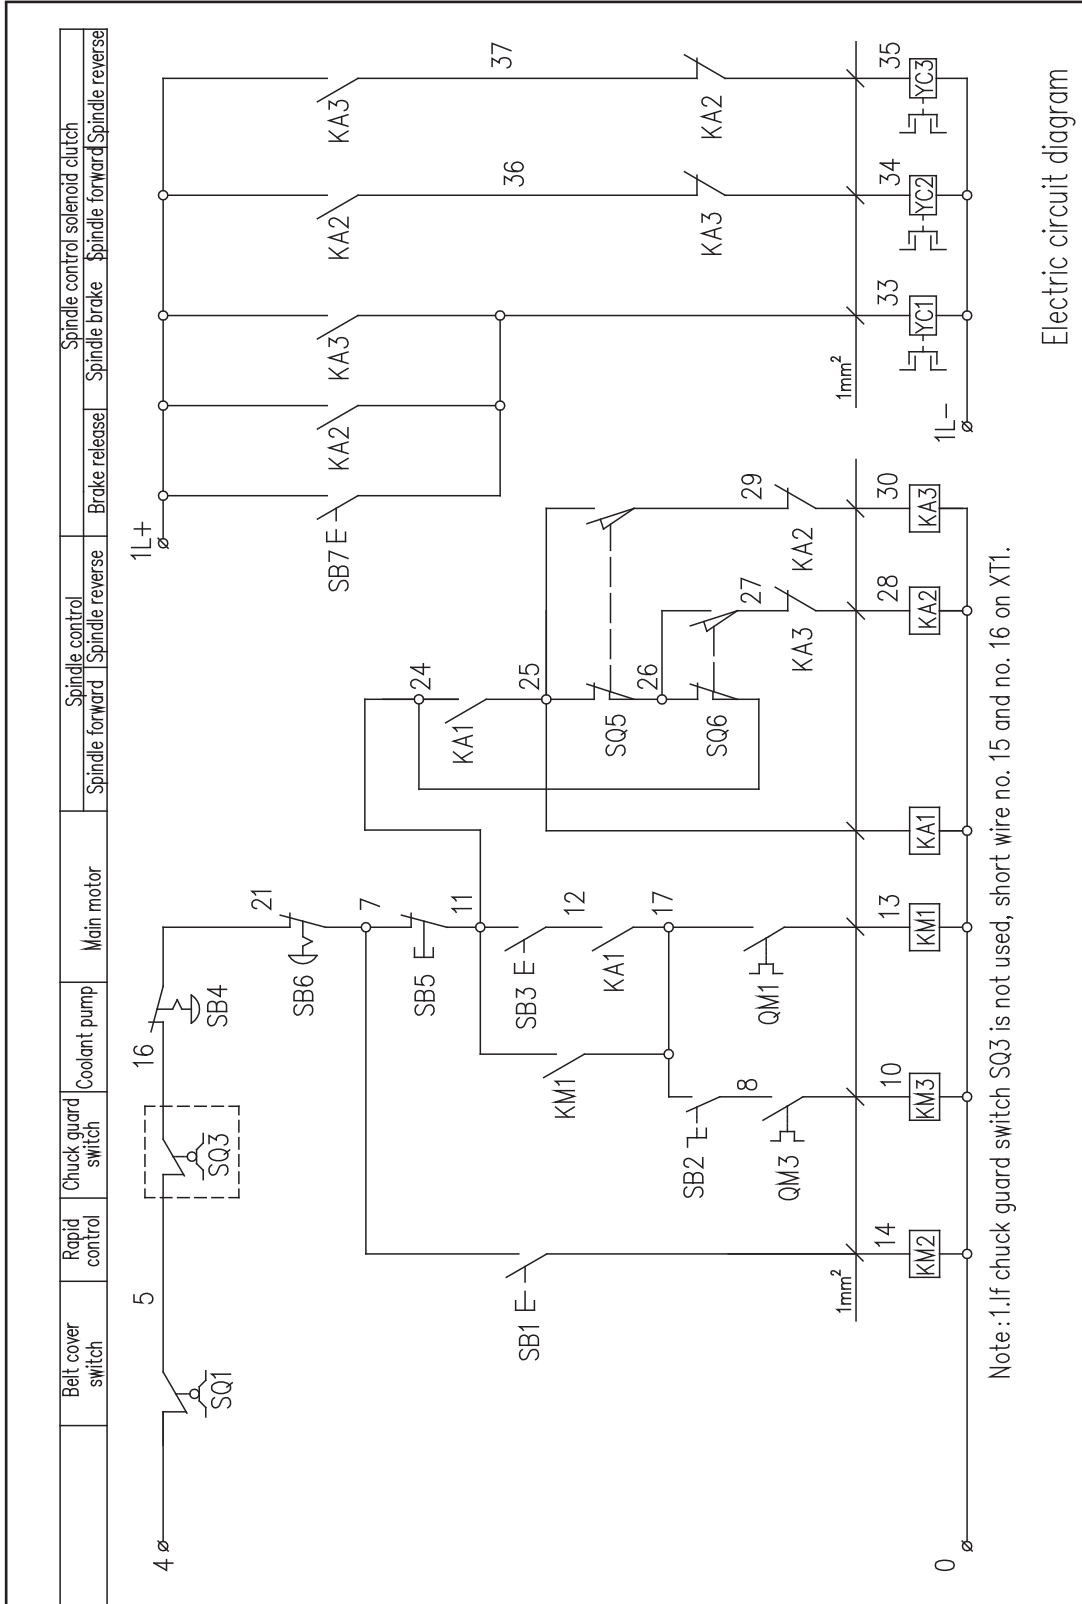 Belt cover switch
Rapid control
Chuck guard switch
Coolant pump
Main motor
Spindle control
Spindle forward
Spindle reverse
Spindle control solenoid clutch
Brake release
Spindle brake
Spindle forward
Spindle reverse
4
SQ1
5
SQ3
16
SB4
21
SB6
7
SB5
11
SB3
12
KA1
17
QM1
KM1
SB2
8
QM3
SB1
24
KA1
25
SQ5
26
SQ6
27
KA3
29
KA2
1mm²
14
KM2
10
KM3
13
KM1
KA1
28
KA2
30
KA3
0
1L+
SB7
KA2
KA3
KA2
36
KA3
KA3
37
KA2
1mm²
33
YC1
34
YC2
35
YC3
1L−
Note:1.If chuck guard switch SQ3 is not used, short wire no. 15 and no. 16 on XT1.
Electric circuit diagram